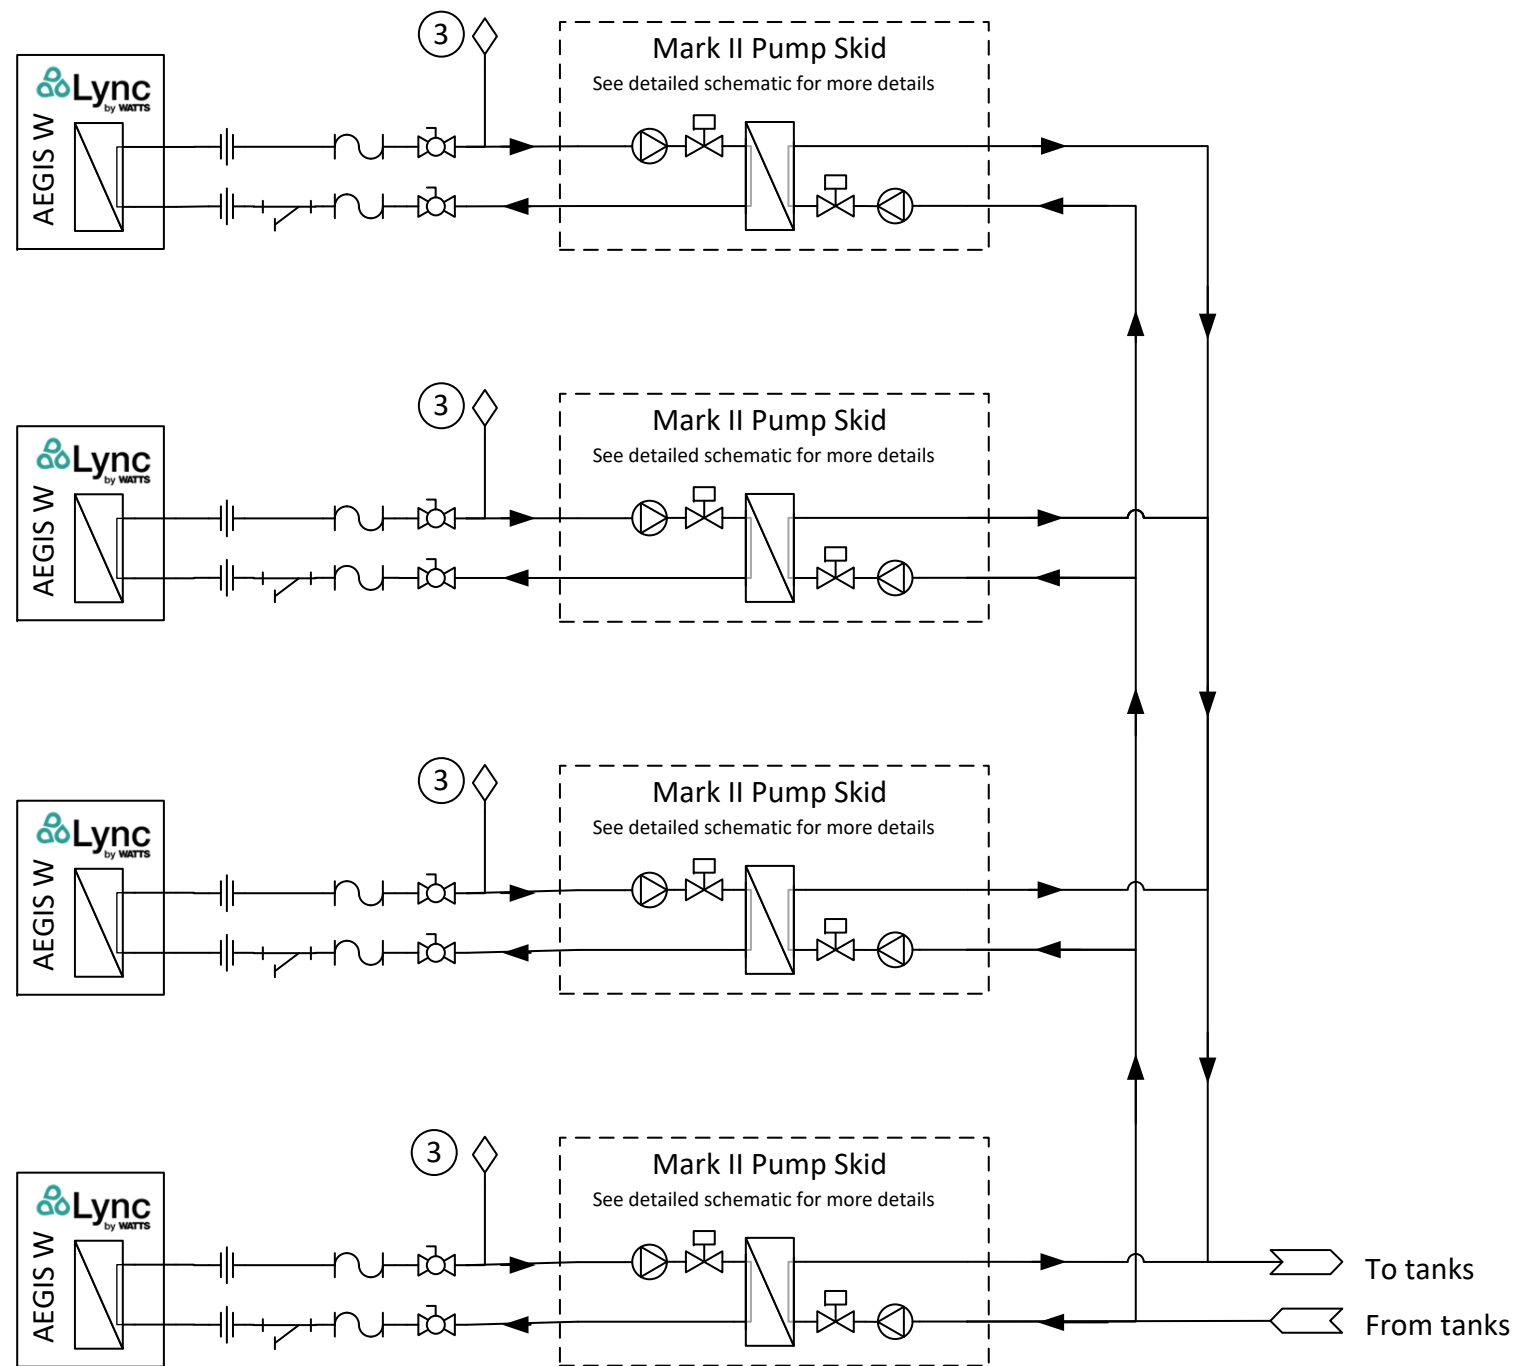 3
Mark II Pump Skid
See detailed schematic for more details
Lync
by WATTS
AEGIS W
3
Mark II Pump Skid
See detailed schematic for more details
Lync
by WATTS
AEGIS W
3
Mark II Pump Skid
See detailed schematic for more details
Lync
by WATTS
AEGIS W
3
Mark II Pump Skid
See detailed schematic for more details
Lync
by WATTS
AEGIS W
To tanks
From tanks